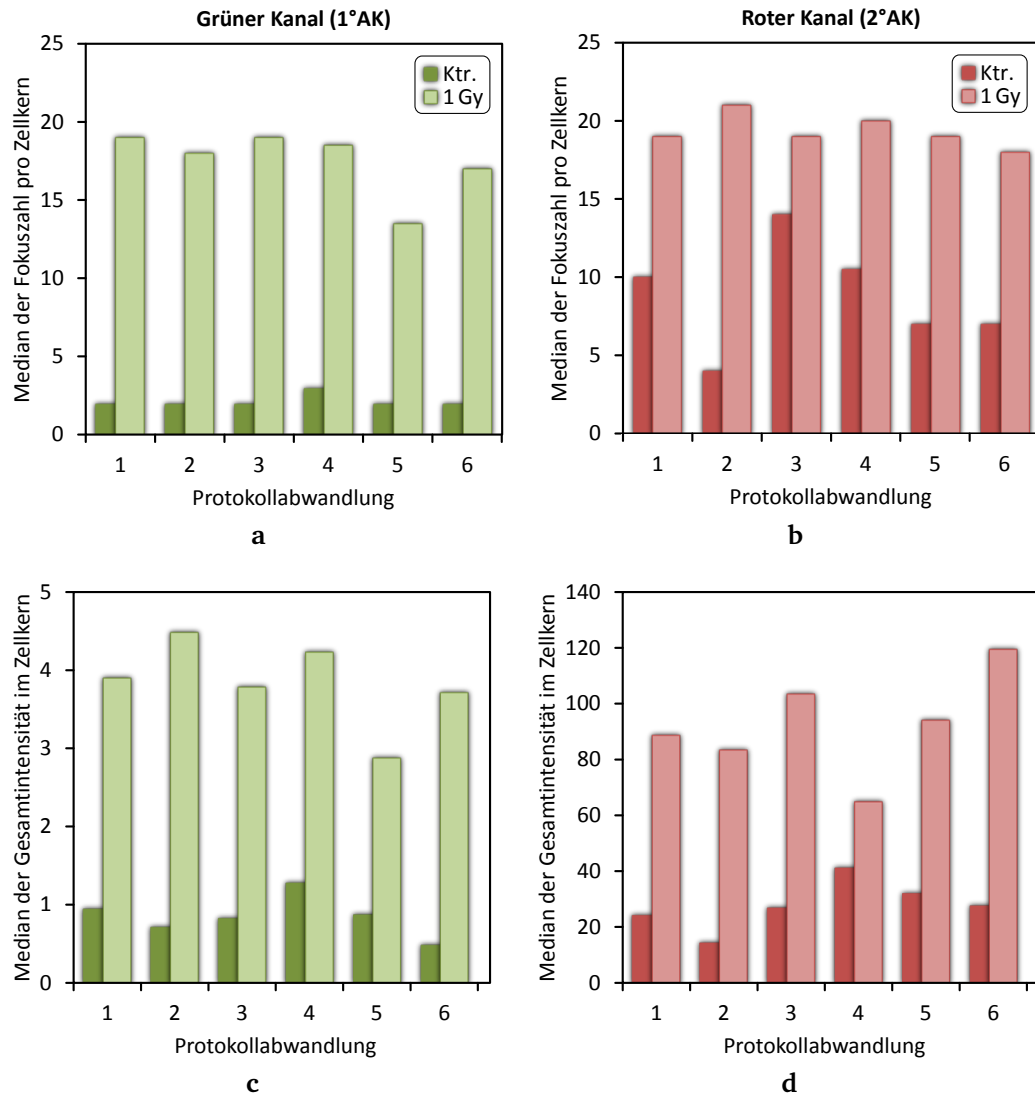 Grüner Kanal (1°AK)
25
20
15
10
5
0
Median der Fokuszahl pro Zellkern
Ktr.
1 Gy
1 2 3 4 5 6
Protokollabwandlung
a
Roter Kanal (2°AK)
25
20
15
10
5
0
Median der Fokuszahl pro Zellkern
Ktr.
1 Gy
1 2 3 4 5 6
Protokollabwandlung
b
5
4
3
2
1
0
Median der Gesamtintensität im Zellkern
1 2 3 4 5 6
Protokollabwandlung
c
140
120
100
80
60
40
20
0
Median der Gesamtintensität im Zellkern
1 2 3 4 5 6
Protokollabwandlung
d